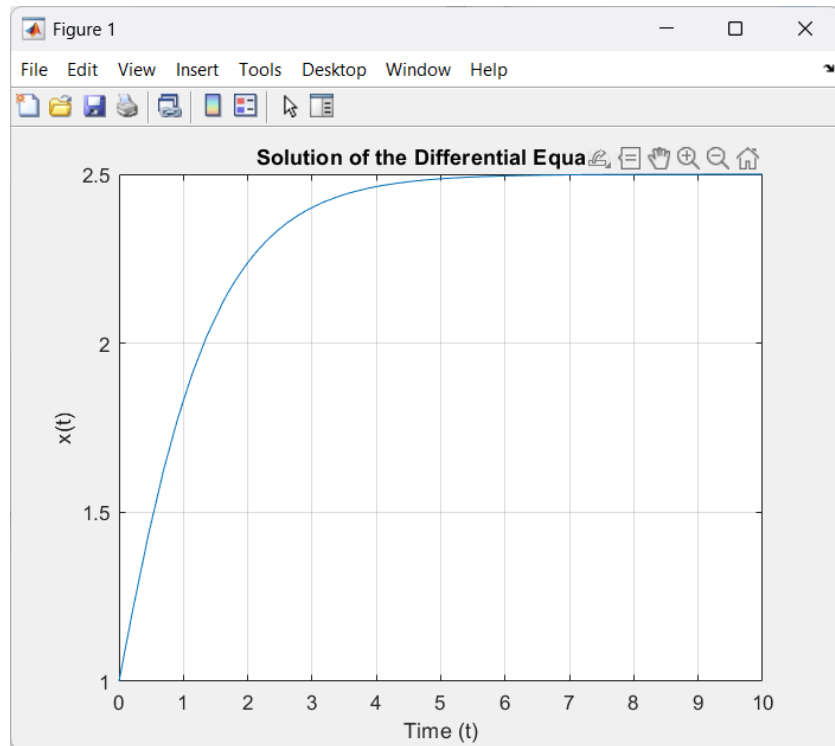 Figure 1
File Edit View Insert Tools Desktop Window Help
Solution of the Differential Equa
2.5
2
1.5
1
x(t)
0 1 2 3 4 5 6 7 8 9 10
Time (t)